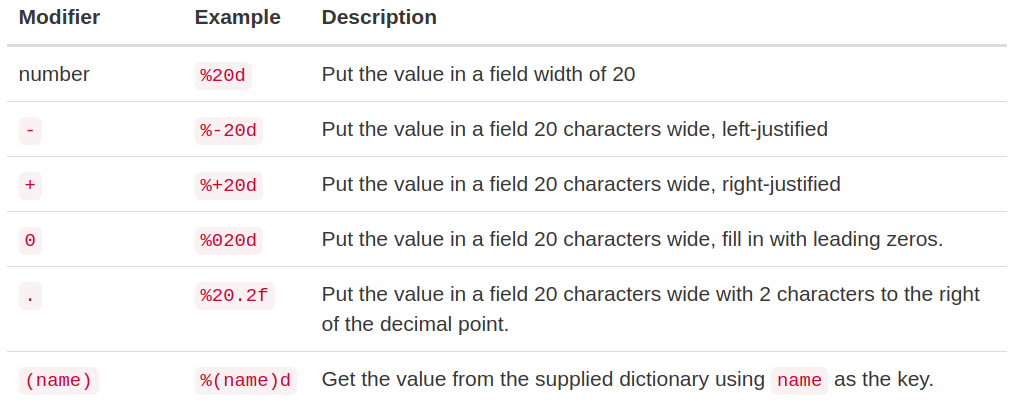 Modifier Example Description
number %20d Put the value in a field width of 20
- %-20d Put the value in a field 20 characters wide, left-justified
+ %+20d Put the value in a field 20 characters wide, right-justified
0 %020d Put the value in a field 20 characters wide, fill in with leading zeros.
. %20.2f Put the value in a field 20 characters wide with 2 characters to the right
of the decimal point.
(name) %(name)d Get the value from the supplied dictionary using name as the key.